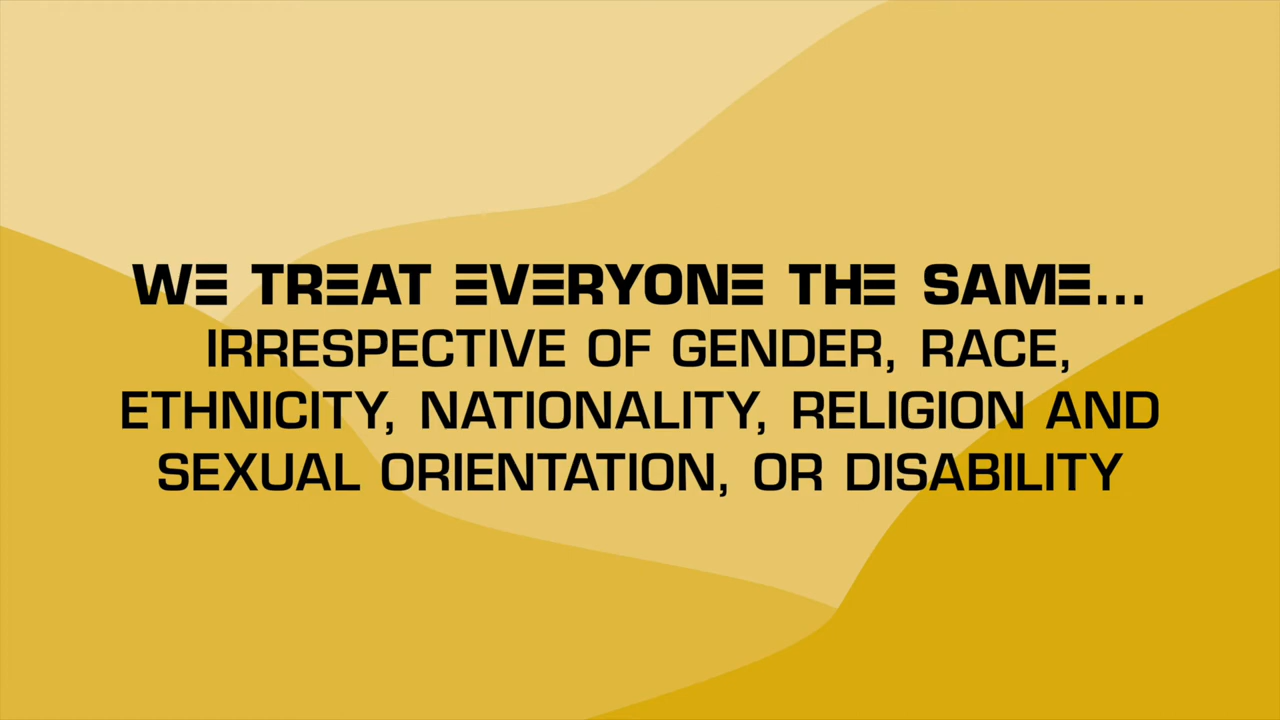 WE TREAT EVERYONE THE SAME...
IRRESPECTIVE OF GENDER, RACE,
ETHNICITY, NATIONALITY, RELIGION AND
SEXUAL ORIENTATION, OR DISABILITY